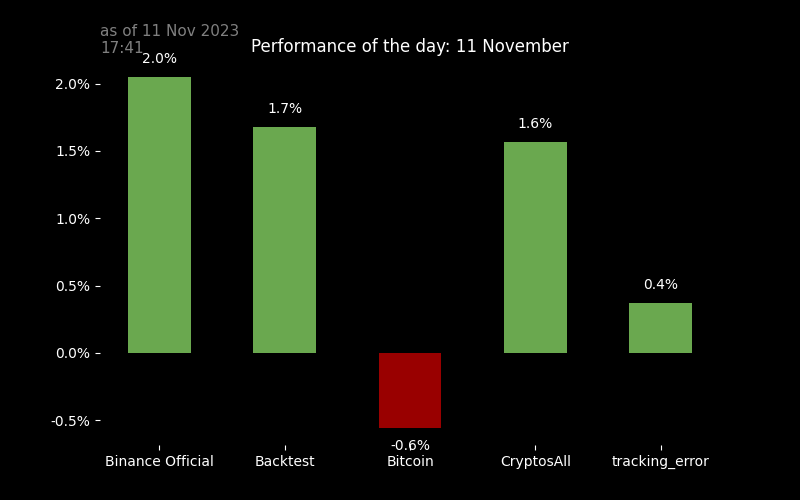 as of 11 Nov 2023
17:41
Performance of the day: 11 November
2.0%
1.7%
-0.6%
1.6%
0.4%
2.0%
1.5%
1.0%
0.5%
0.0%
-0.5%
Binance Official
Backtest
Bitcoin
CryptosAll
tracking_error